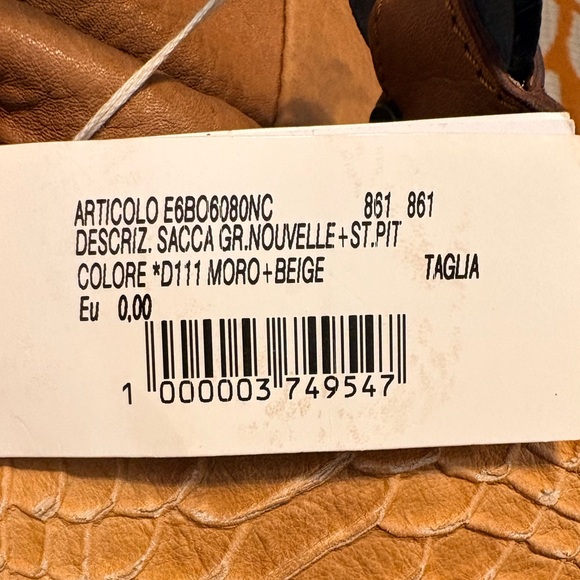 ARTICOLO E6BO6080NC 861 861
DESCRIZ. SACCA GR.NOUVELLE+ST.PIT
COLORE *D111 MORO+BEIGE TAGLIA
Eu 0,00
1 000003 749547